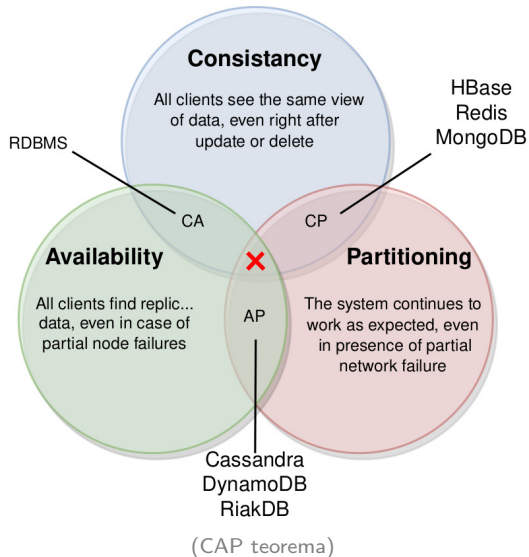 Consistancy
All clients see the same view
of data, even right after
update or delete
HBase
Redis
MongoDB
RDBMS
CA
CP
Availability
Partitioning
All clients find replic...
data, even in case of
partial node failures
AP
The system continues to
work as expected, even
in presence of partial
network failure
Cassandra
DynamoDB
RiakDB
(CAP teorema)